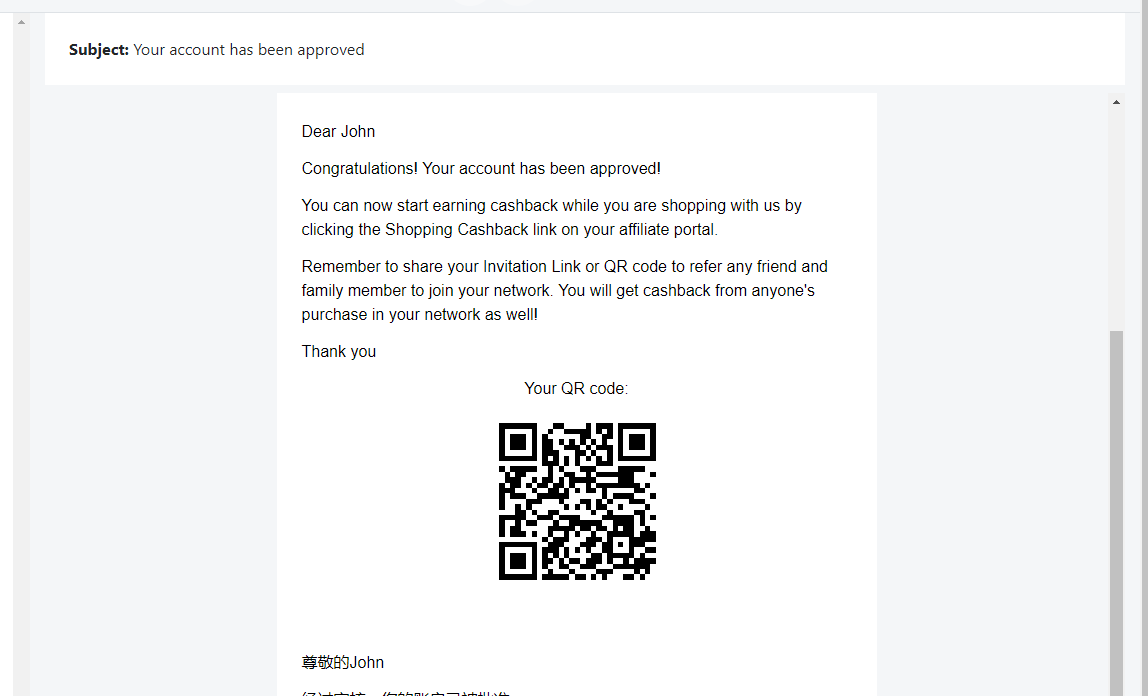 Subject: Your account has been approved
Dear John
Congratulations! Your account has been approved!
You can now start earning cashback while you are shopping with us by
clicking the Shopping Cashback link on your affiliate portal.
Remember to share your Invitation Link or QR code to refer any friend and
family member to join your network. You will get cashback from anyone's
purchase in your network as well!
Thank you
Your QR code:
尊敬的John